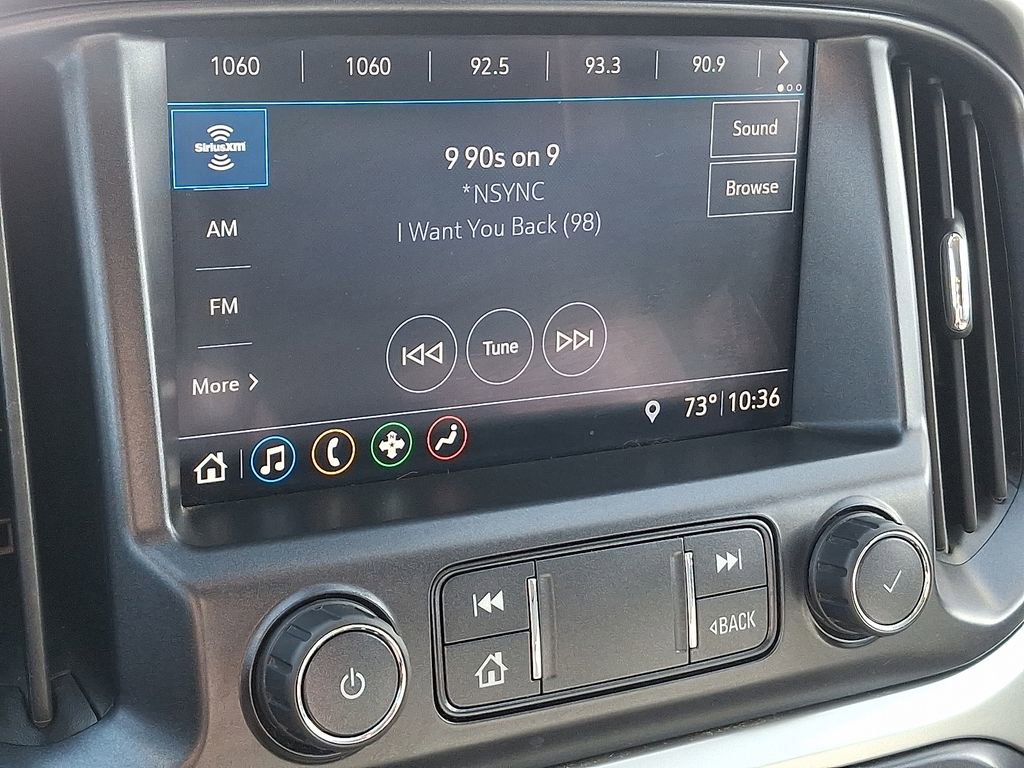 1060 1060 92.5 93.3 90.9
SiriusXM
Sound
9 90s on 9
Browse
*NSYNC
AM
I Want You Back (98)
FM
Tune
More
73° 10:36
BACK